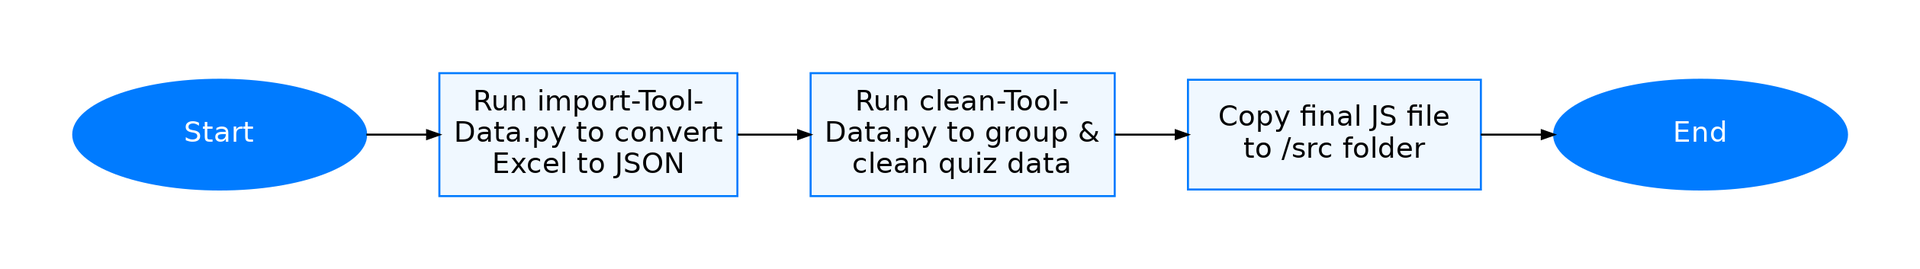 Start
Run import-Tool-
Data.py to convert
Excel to JSON
Run clean-Tool-
Data.py to group &
clean quiz data
Copy final JS file
to /src folder
End